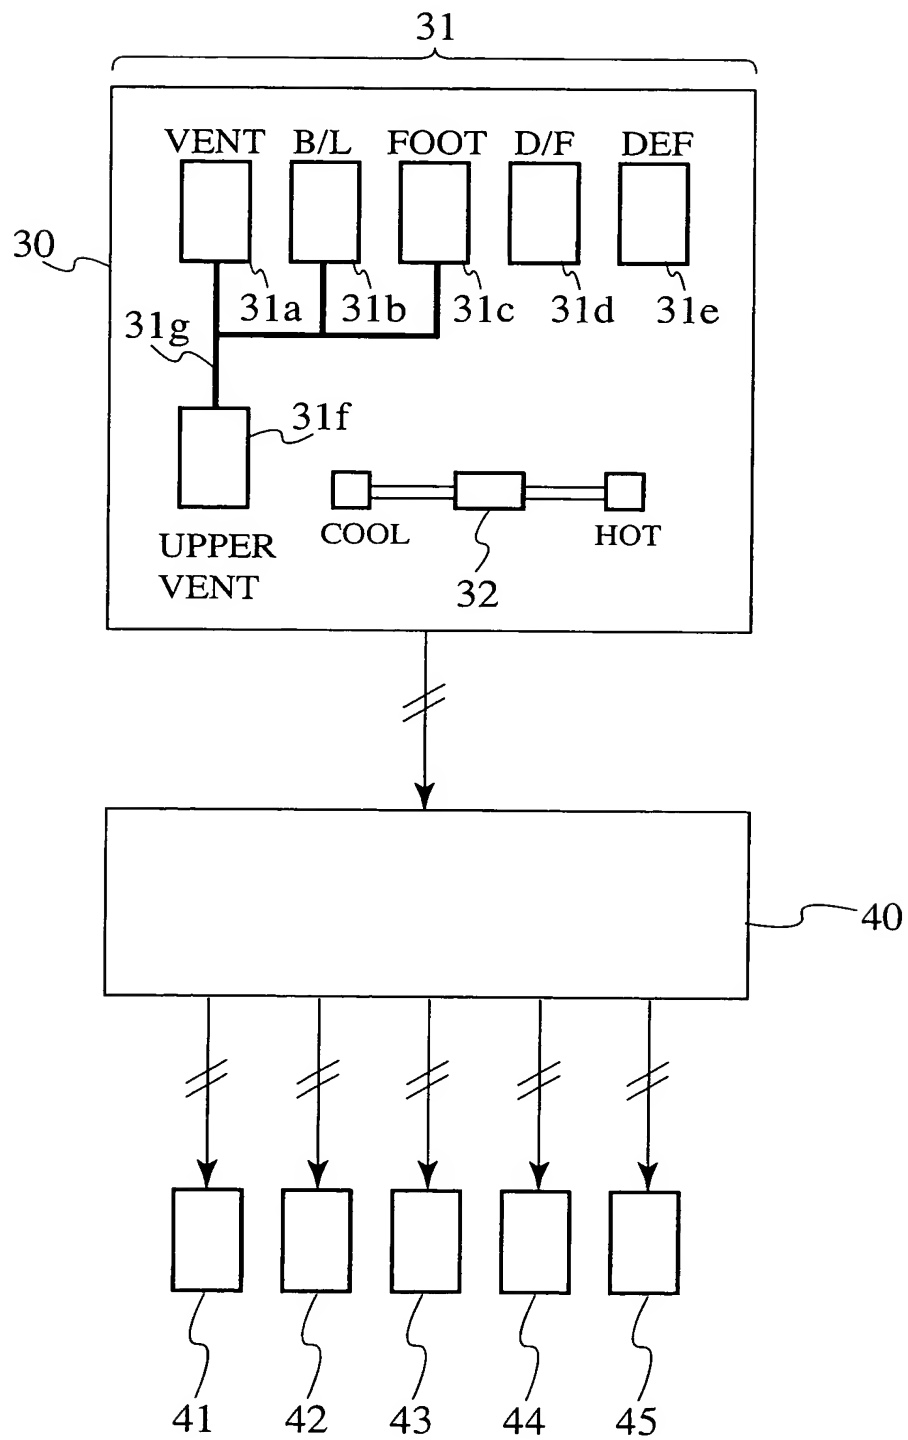 31
VENT B/L FOOT D/F DEF
30
31a 31b 31c 31d 31e
31g
31f
COOL HOT
UPPER
VENT
32
40
41 42 43 44 45